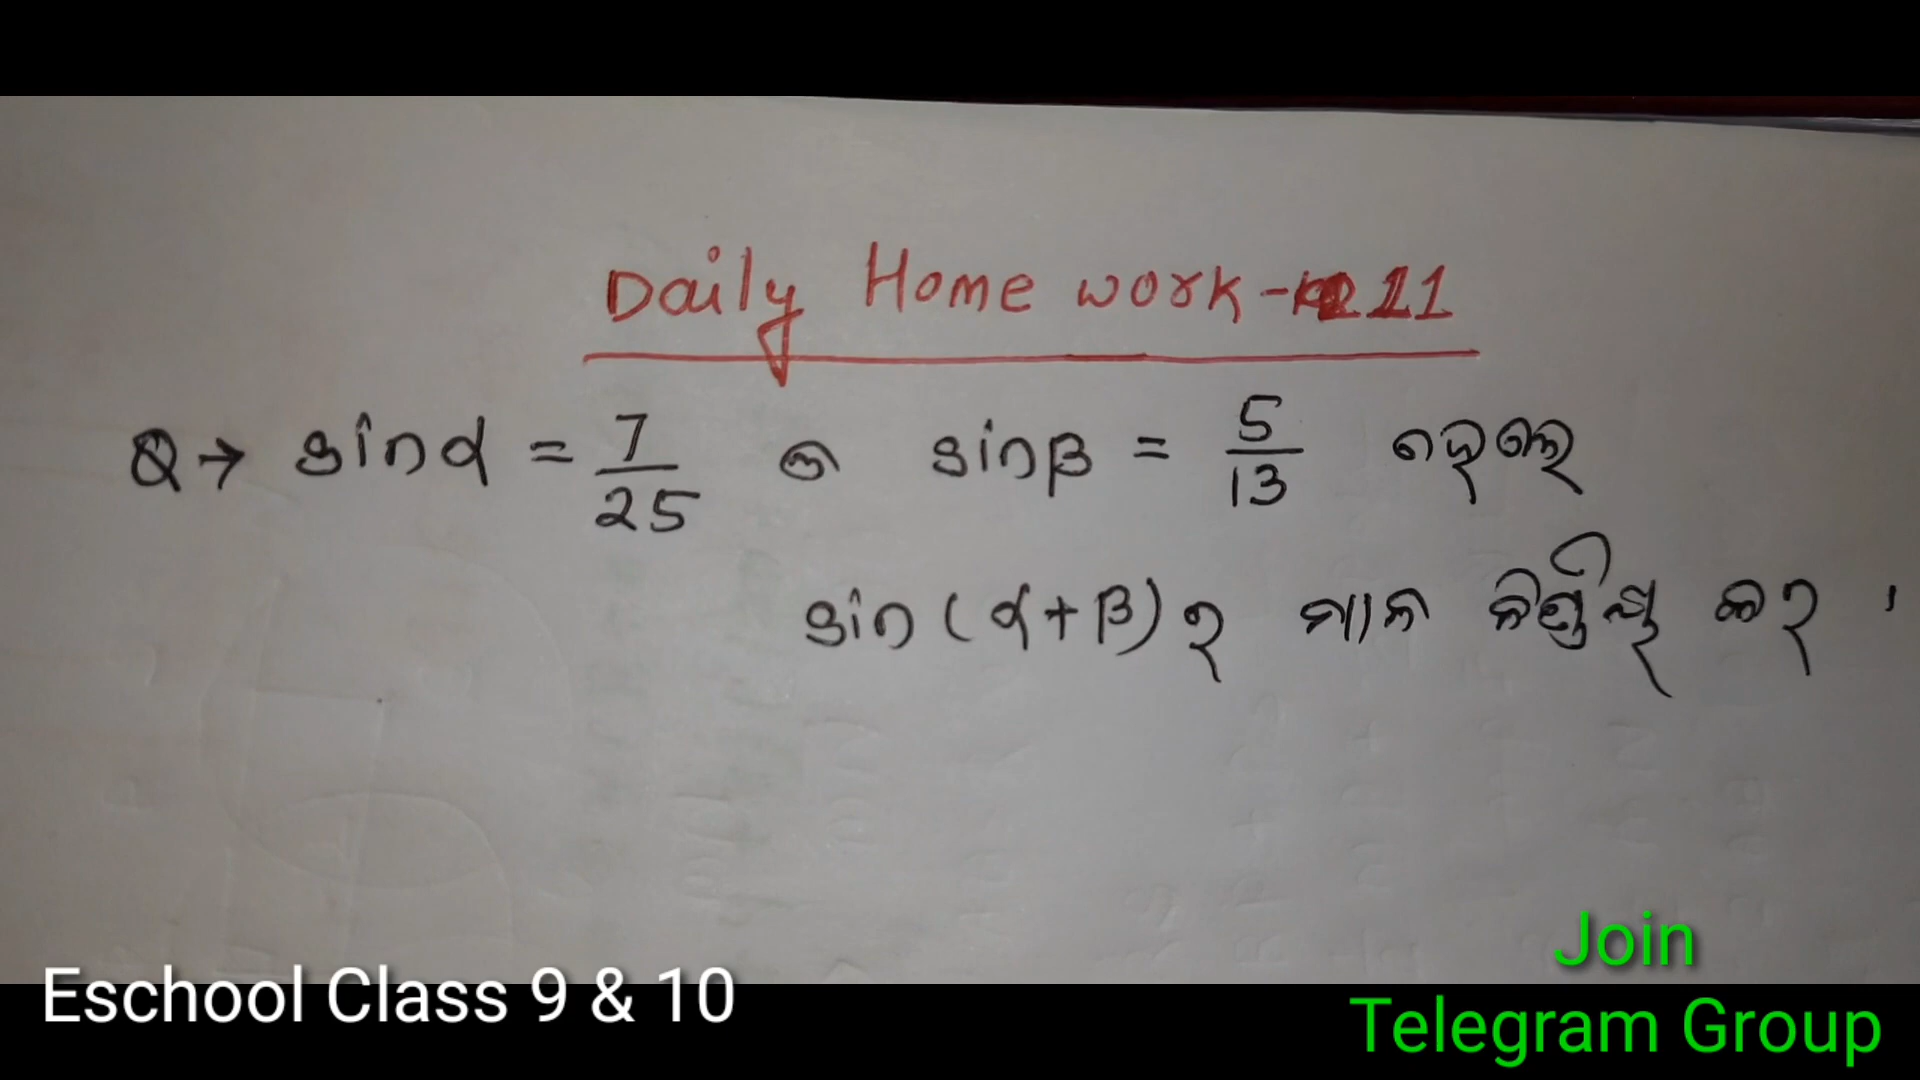 Daily Home work - 11
Q → sinα = 7/25 ଓ sinβ = 5/13 ହେଲେ
sin(α+β)ର ମାନ ନିର୍ଣ୍ଣୟ କର ।
Join
Eschool Class 9 & 10
Telegram Group